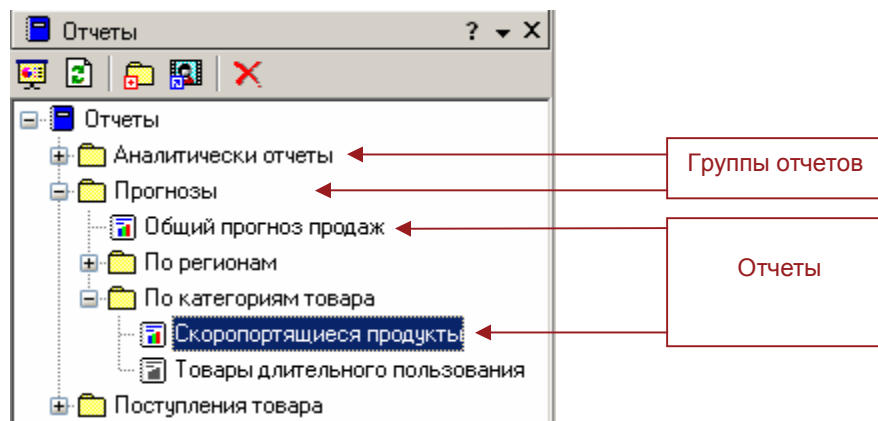 Отчеты ?
Отчеты
Аналитически отчеты
Группы отчетов
Прогнозы
Общий прогноз продаж
По регионам
Отчеты
По категориям товара
Скоропортящиеся продукты
Товары длительного пользования
Поступления товара